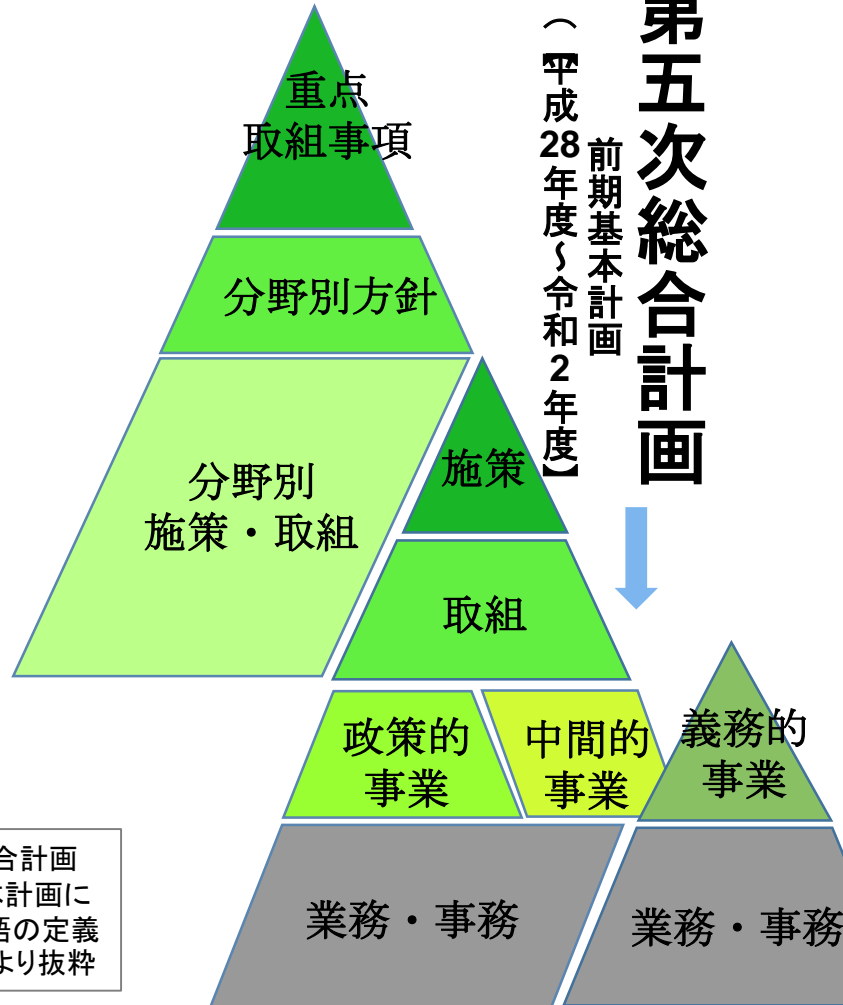 第五次総合計画
前期基本計画
（平成28年度～令和２年度】
重点
取組事項
分野別方針
分野別
施策・取組
施策
取組
政策的
事業
中間的
事業
義務的
事業
業務・事務
業務・事務
合計画
本計画に
語の定義
より抜粋